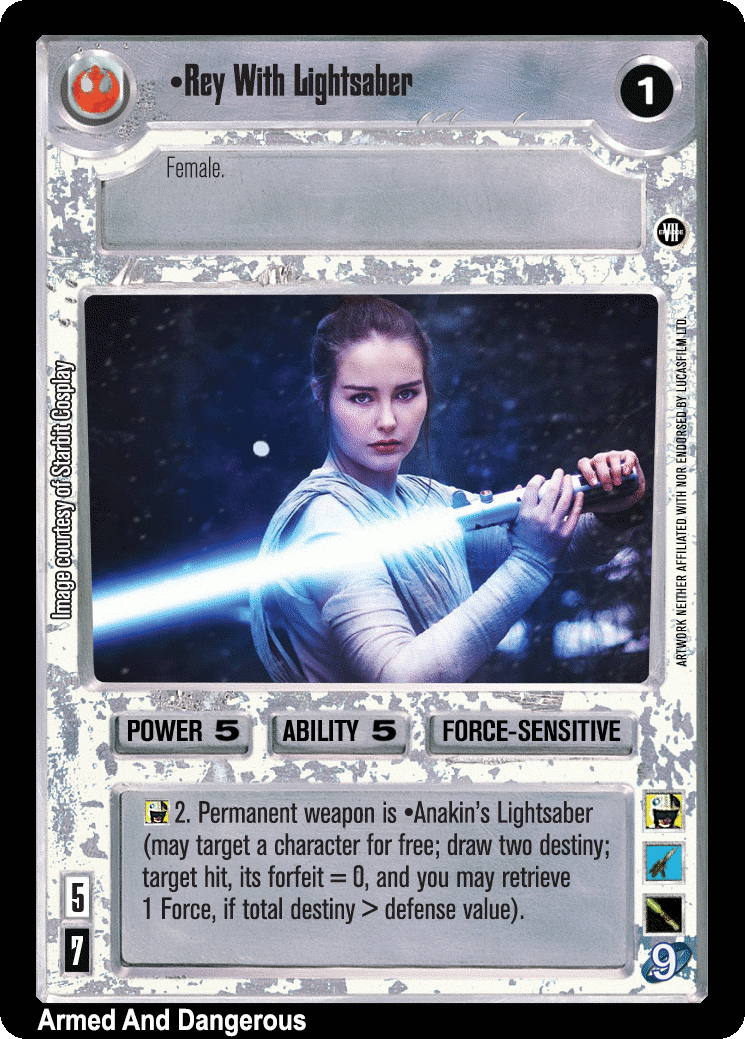 •Rey With Lightsaber
1
Female.
EPISODE VII
Image courtesy of Starbit Cosplay
ARTWORK NEITHER AFFILIATED WITH NOR ENDORSED BY LUCASFILM LTD.
POWER 5
ABILITY 5
FORCE-SENSITIVE
2. Permanent weapon is •Anakin's Lightsaber
(may target a character for free; draw two destiny;
target hit, its forfeit = 0, and you may retrieve
1 Force, if total destiny > defense value).
5
7
9
Armed And Dangerous